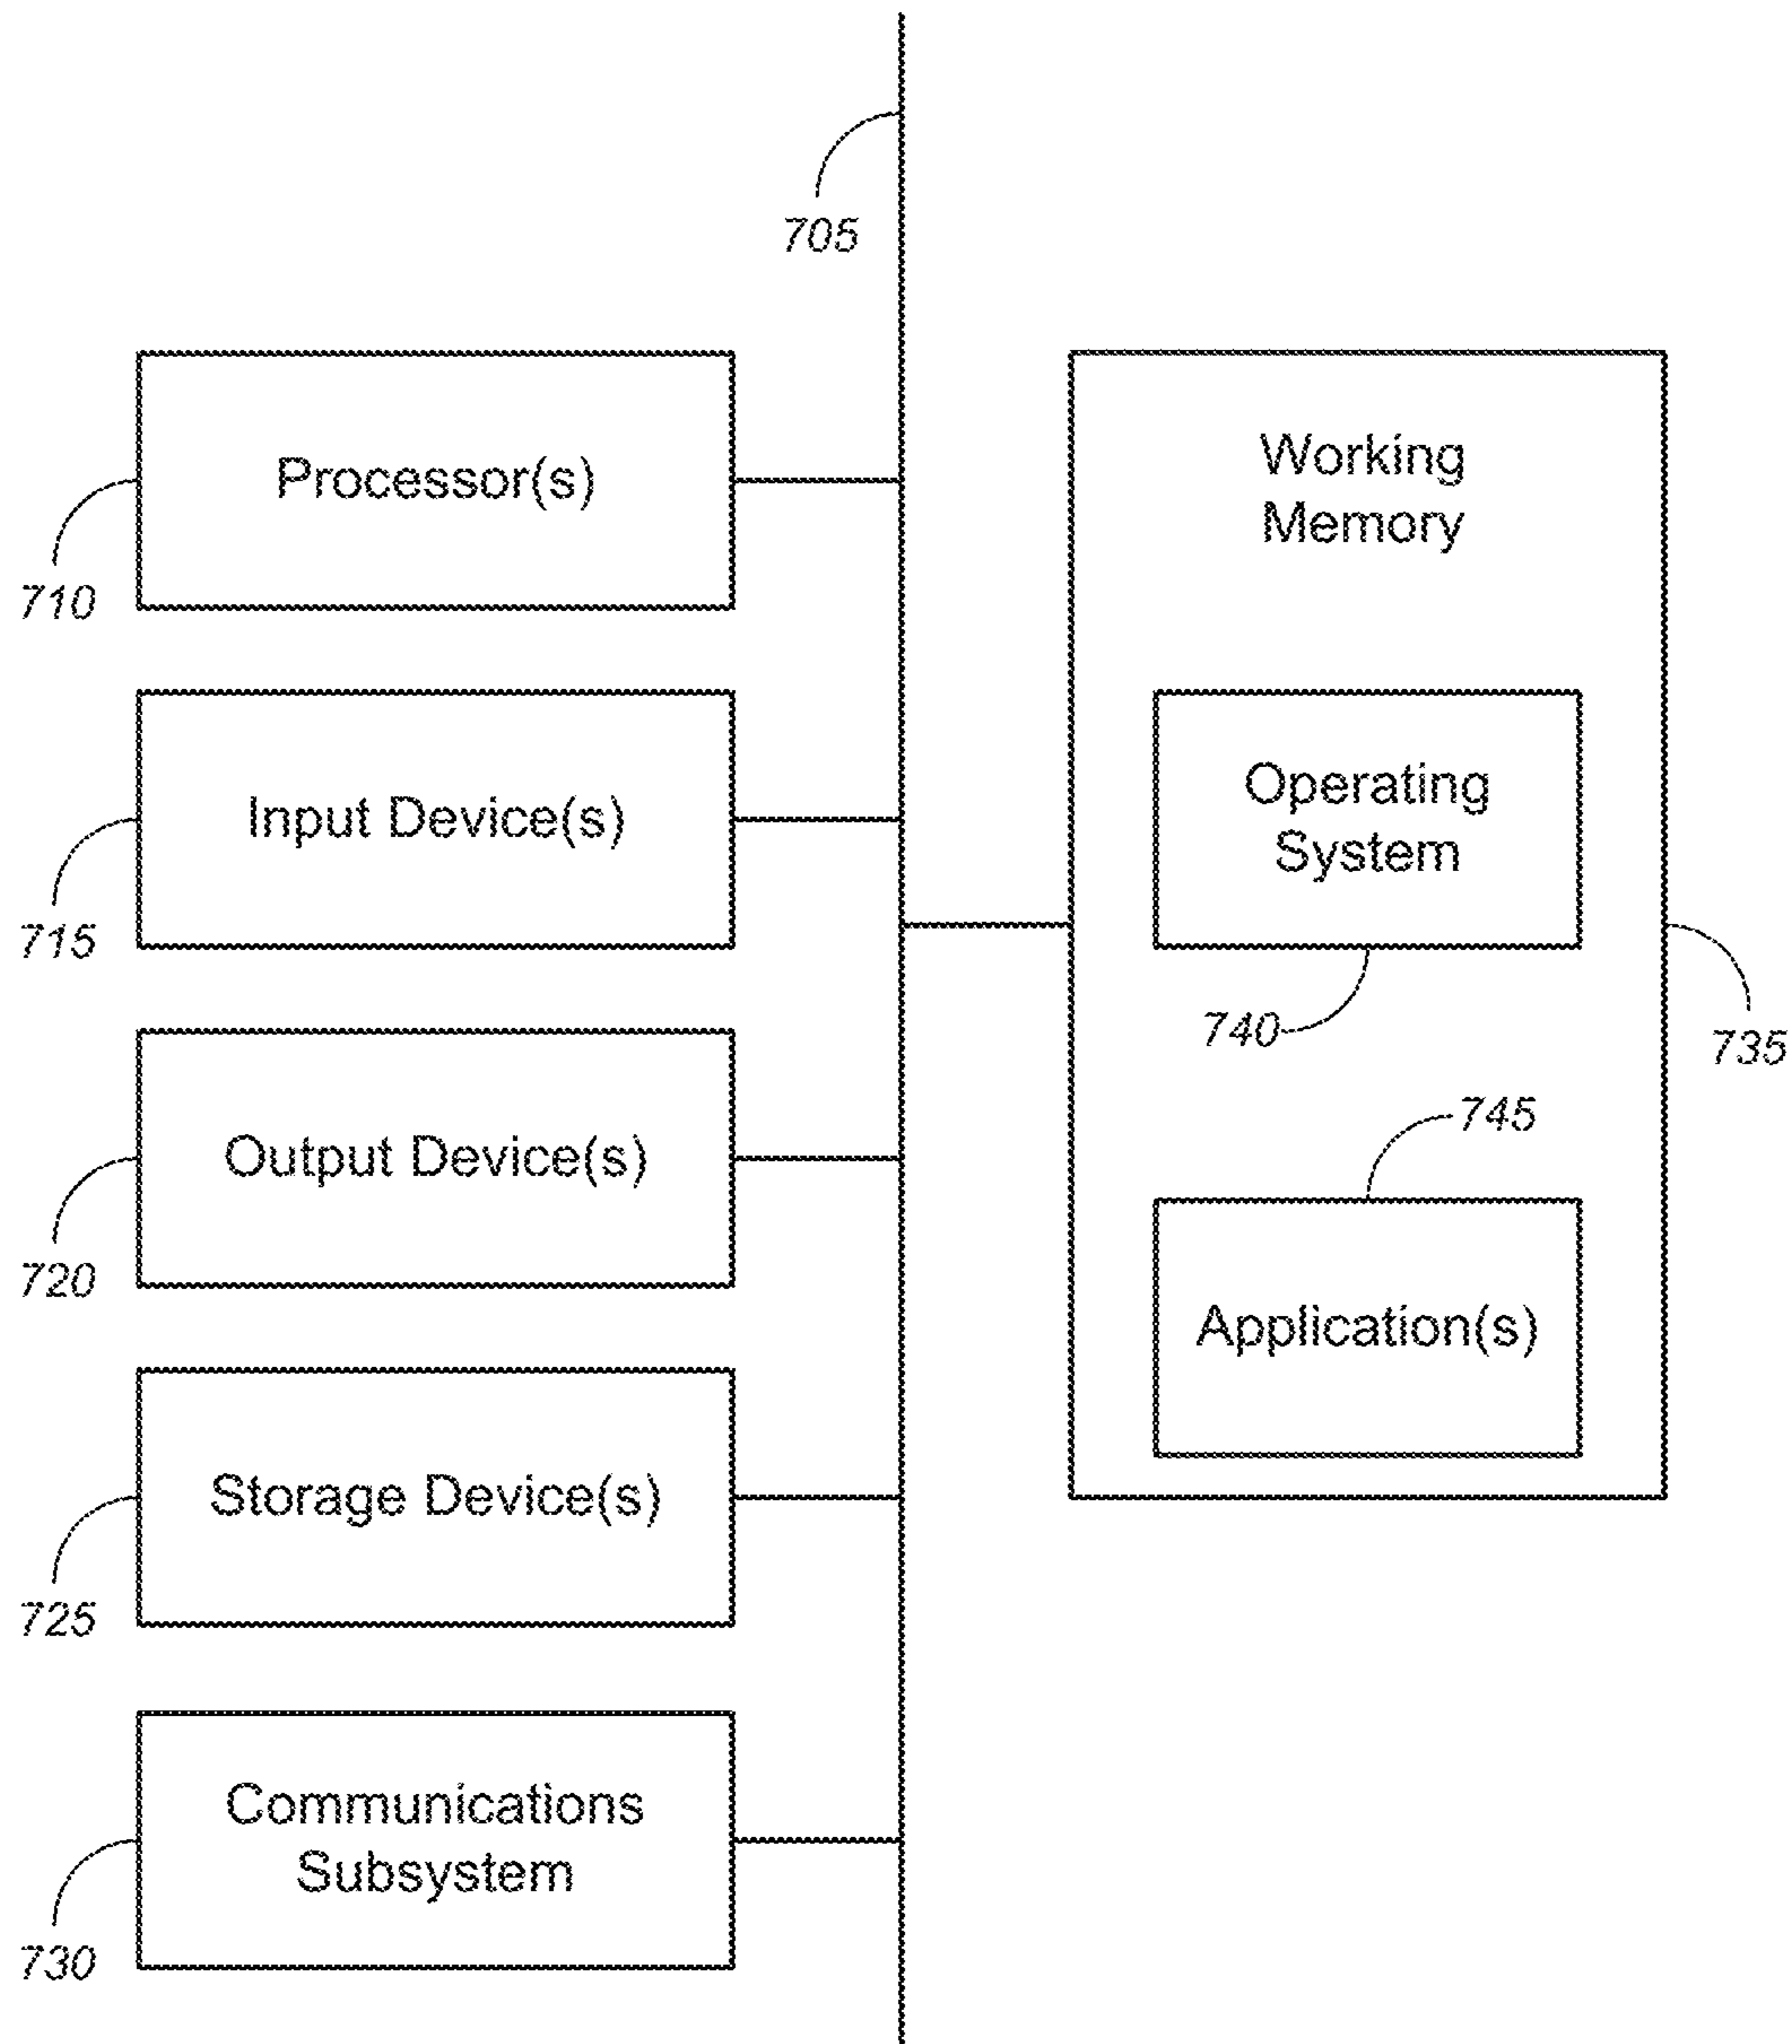 705
Processor(s)
710
Input Device(s)
715
Output Device(s)
720
Storage Device(s)
725
Communications
Subsystem
730
Working
Memory
Operating
System
740
735
745
Application(s)